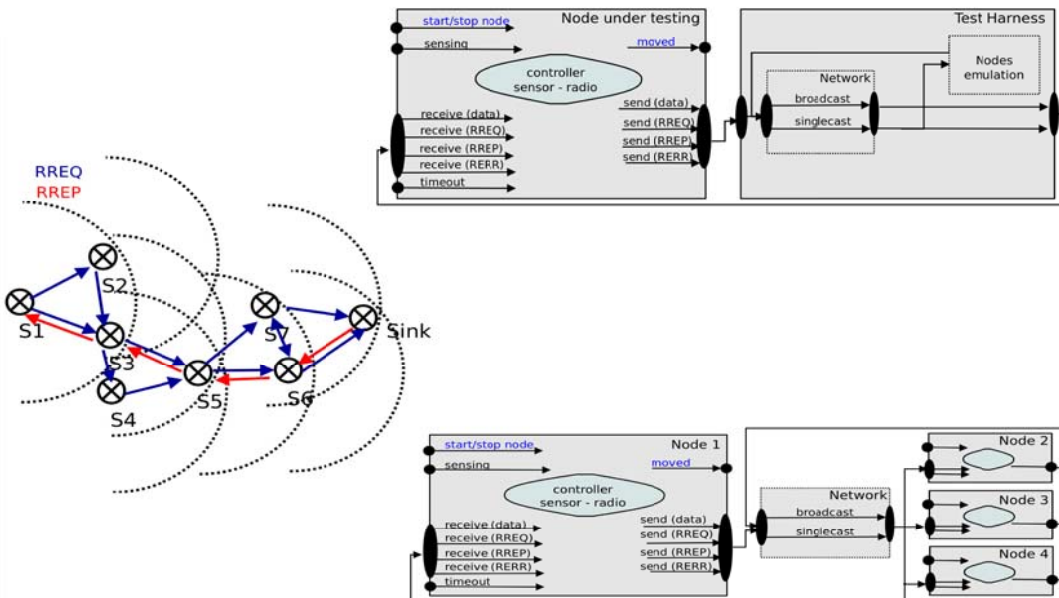 RREQ
RREP
S2
S1
S3
S4
S5
S7
S6
Sink
Node under testing
start/stop node
sensing
moved
controller
sensor - radio
receive (data)
receive (RREQ)
receive (RREP)
receive (RERR)
timeout
send (data)
send (RREQ)
send (RREP)
send (RERR)
Test Harness
Nodes
emulation
Network
broadcast
singlecast
Node 1
start/stop node
sensing
moved
controller
sensor - radio
receive (data)
receive (RREQ)
receive (RREP)
receive (RERR)
timeout
send (data)
send (RREQ)
send (RREP)
send (RERR)
Network
broadcast
singlecast
Node 2
Node 3
Node 4